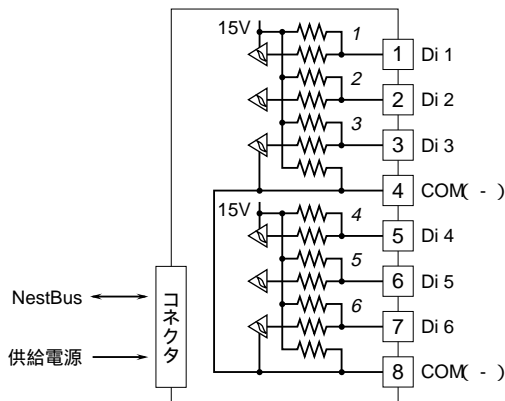 15V
1
1 Di 1
2
2 Di 2
3
3 Di 3
4 COM( - )
15V
4
5 Di 4
5
6 Di 5
6
7 Di 6
8 COM( - )
NestBus
供給電源
コネクタ